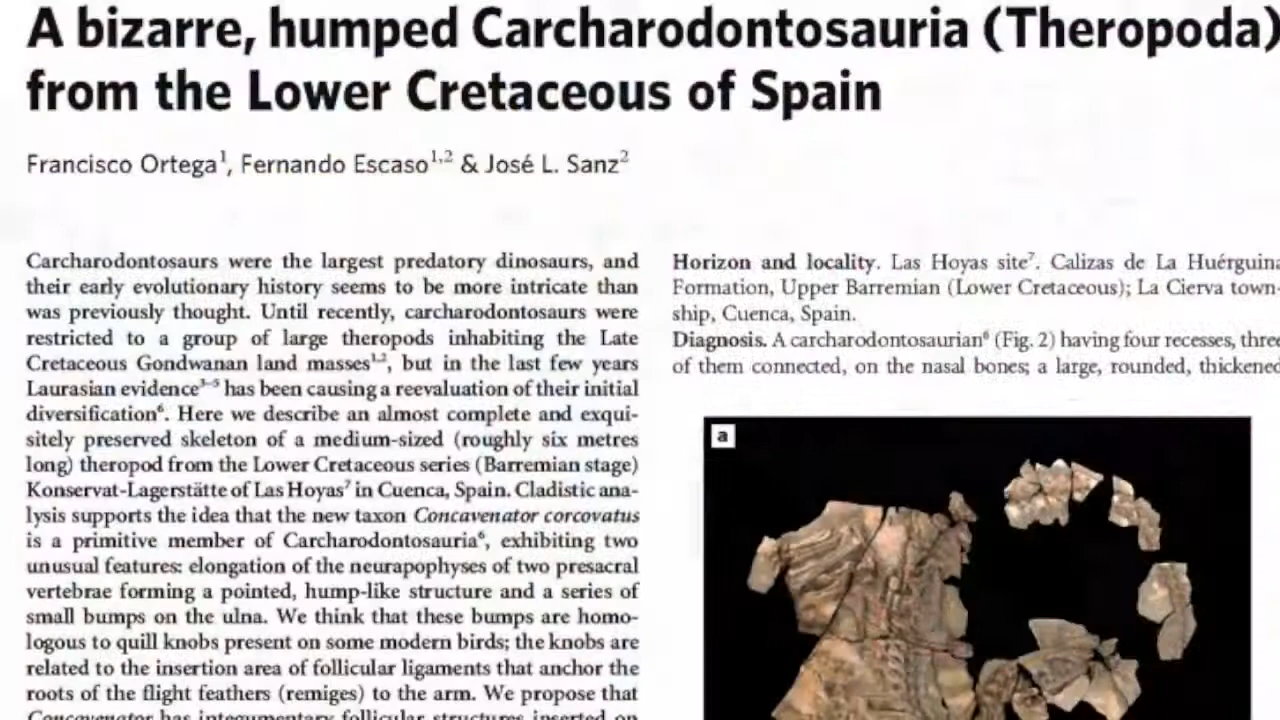 A bizarre, humped Carcharodontosauria (Theropoda)
from the Lower Cretaceous of Spain
Francisco Ortega1, Fernando Escaso1,2 & José L. Sanz2
Carcharodontosaurs were the largest predatory dinosaurs, and
their early evolutionary history seems to be more intricate than
was previously thought. Until recently, carcharodontosaurs were
restricted to a group of large theropods inhabiting the Late
Cretaceous Gondwanan land masses1,2, but in the last few years
Laurasian evidence3–5 has been causing a reevaluation of their initial
diversification6. Here we describe an almost complete and exqui-
sitely preserved skeleton of a medium-sized (roughly six metres
long) theropod from the Lower Cretaceous series (Barremian stage)
Konservat-Lagerstätte of Las Hoyas7 in Cuenca, Spain. Cladistic ana-
lysis supports the idea that the new taxon Concavenator corcovatus
is a primitive member of Carcharodontosauria6, exhibiting two
unusual features: elongation of the neurapophyses of two presacral
vertebrae forming a pointed, hump-like structure and a series of
small bumps on the ulna. We think that these bumps are homo-
logous to quill knobs present on some modern birds; the knobs are
related to the insertion area of follicular ligaments that anchor the
roots of the flight feathers (remiges) to the arm. We propose that
Concavenator has integumentary follicular structures inserted on
Horizon and locality. Las Hoyas site7. Calizas de La Huérguina
Formation, Upper Barremian (Lower Cretaceous); La Cierva town-
ship, Cuenca, Spain.
Diagnosis. A carcharodontosaurian6 (Fig. 2) having four recesses, three
of them connected, on the nasal bones; a large, rounded, thickened
a